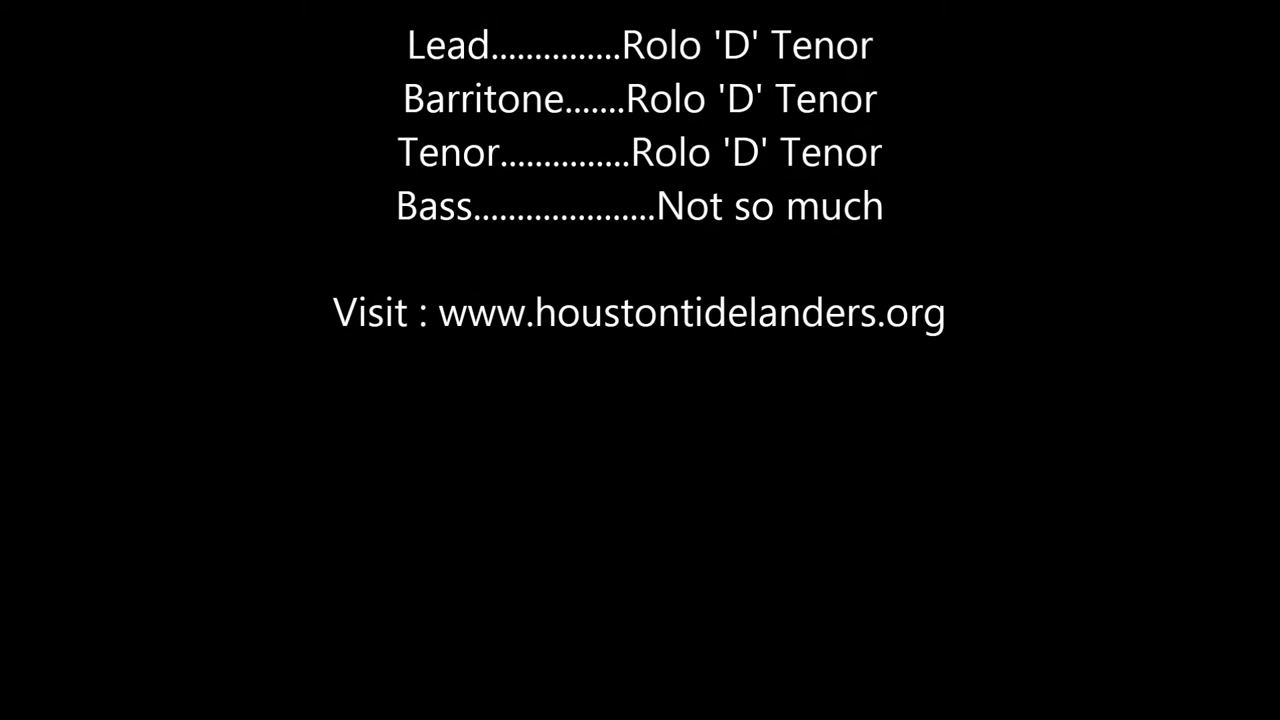 Lead...............Rolo 'D' Tenor
Barritone.......Rolo 'D' Tenor
Tenor...............Rolo 'D' Tenor
Bass.....................Not so much
Visit : www.houstontidelanders.org